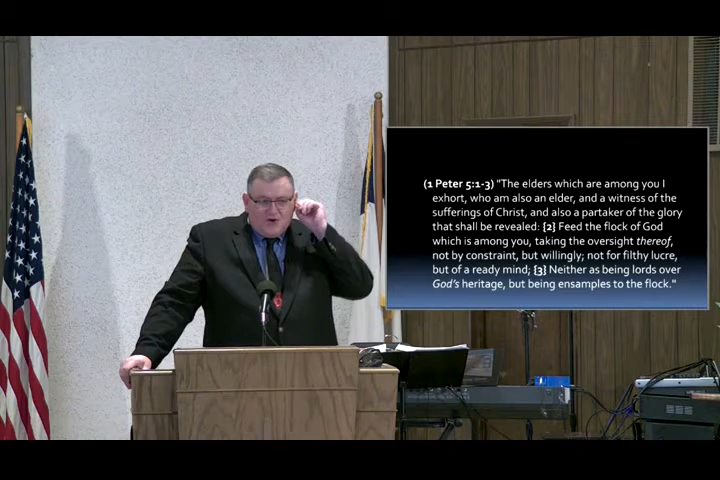 (1 Peter 5:1-3) "The elders which are among you I
exhort, who am also an elder, and a witness of the
sufferings of Christ, and also a partaker of the glory
that shall be revealed: {2} Feed the flock of God
which is among you, taking the oversight thereof,
not by constraint, but willingly; not for filthy lucre,
but of a ready mind; {3} Neither as being lords over
God's heritage, but being ensamples to the flock."